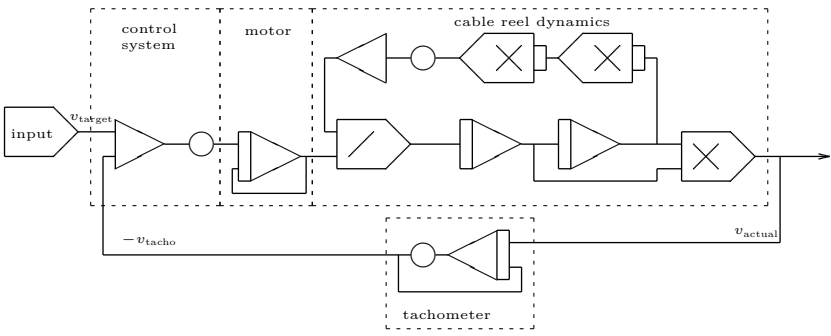 control
system
motor
cable reel dynamics
input
v_target
−v_tacho
v_actual
tachometer